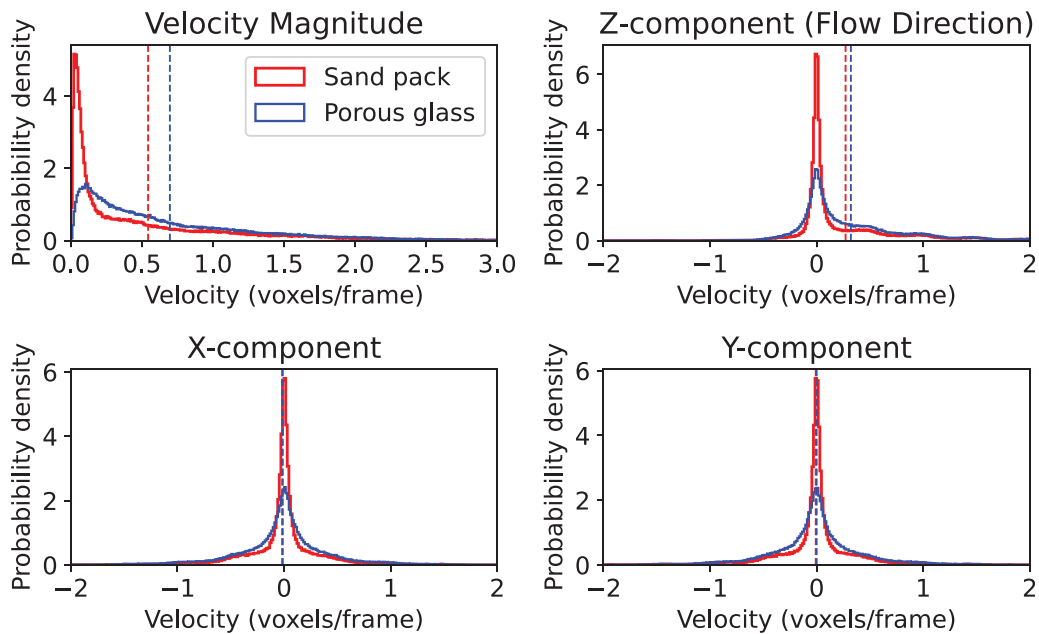 Velocity Magnitude
Probability density
4
2
0
0.0 0.5 1.0 1.5 2.0 2.5 3.0
Velocity (voxels/frame)
Sand pack
Porous glass
Z-component (Flow Direction)
Probability density
6
4
2
0
−2 −1 0 1 2
Velocity (voxels/frame)
X-component
Probability density
6
4
2
0
−2 −1 0 1 2
Velocity (voxels/frame)
Y-component
Probability density
6
4
2
0
−2 −1 0 1 2
Velocity (voxels/frame)